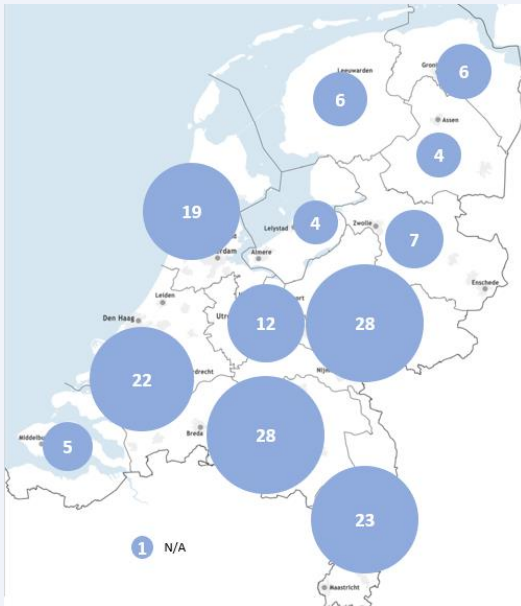 Leeuwarden
6
6
Assen
4
19
4
Lelystad
Zwolle
7
Almere
Enschede
Leiden
Den Haag
12
28
22
Breda
28
5
23
1 N/A
Maastricht